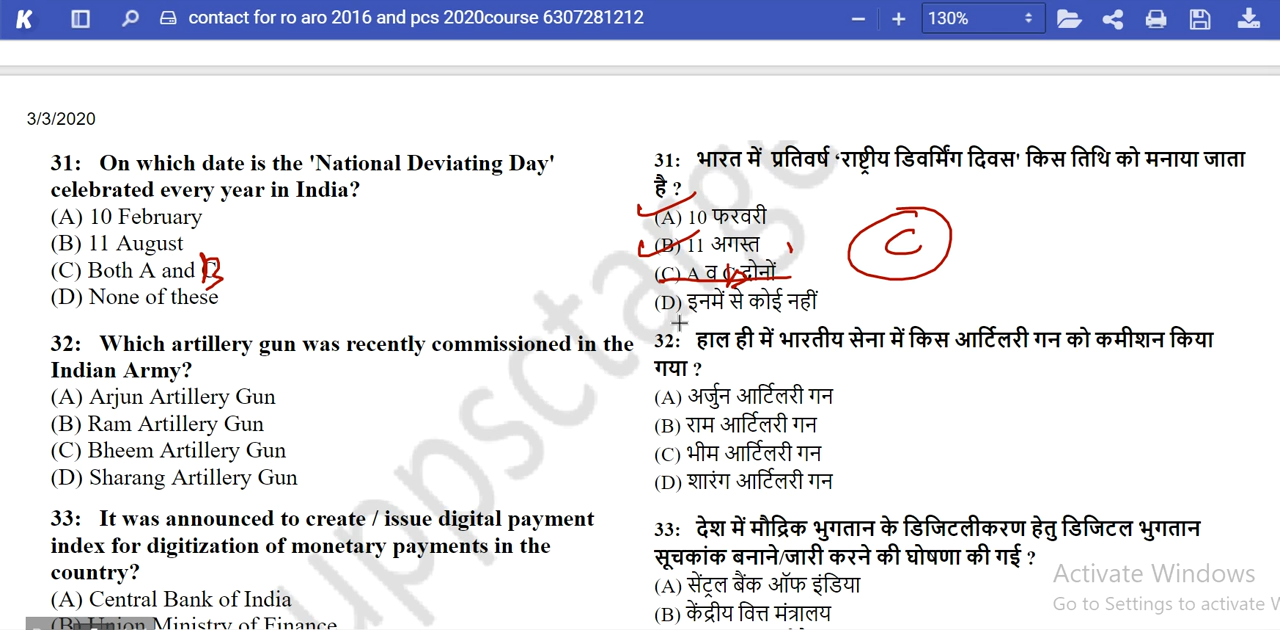 contact for ro aro 2016 and pcs 2020course 6307281212
130%
3/3/2020
31: On which date is the 'National Deviating Day'
celebrated every year in India?
(A) 10 February
(B) 11 August
(C) Both A and B
(D) None of these
32: Which artillery gun was recently commissioned in the
Indian Army?
(A) Arjun Artillery Gun
(B) Ram Artillery Gun
(C) Bheem Artillery Gun
(D) Sharang Artillery Gun
33: It was announced to create / issue digital payment
index for digitization of monetary payments in the
country?
(A) Central Bank of India
(B) Union Ministry of Finance
31: भारत में प्रतिवर्ष ‘राष्ट्रीय डिवर्मिंग दिवस' किस तिथि को मनाया जाता
है ?
(A) 10 फरवरी
(B) 11 अगस्त
(C) A व C दोनों
(D) इनमें से कोई नहीं
C
32: हाल ही में भारतीय सेना में किस आर्टिलरी गन को कमीशन किया
गया ?
(A) अर्जुन आर्टिलरी गन
(B) राम आर्टिलरी गन
(C) भीम आर्टिलरी गन
(D) शारंग आर्टिलरी गन
33: देश में मौद्रिक भुगतान के डिजिटलीकरण हेतु डिजिटल भुगतान
सूचकांक बनाने/जारी करने की घोषणा की गई ?
(A) सेंट्रल बैंक ऑफ इंडिया
(B) केंद्रीय वित्त मंत्रालय
Activate Windows
Go to Settings to activate
uppsctarge